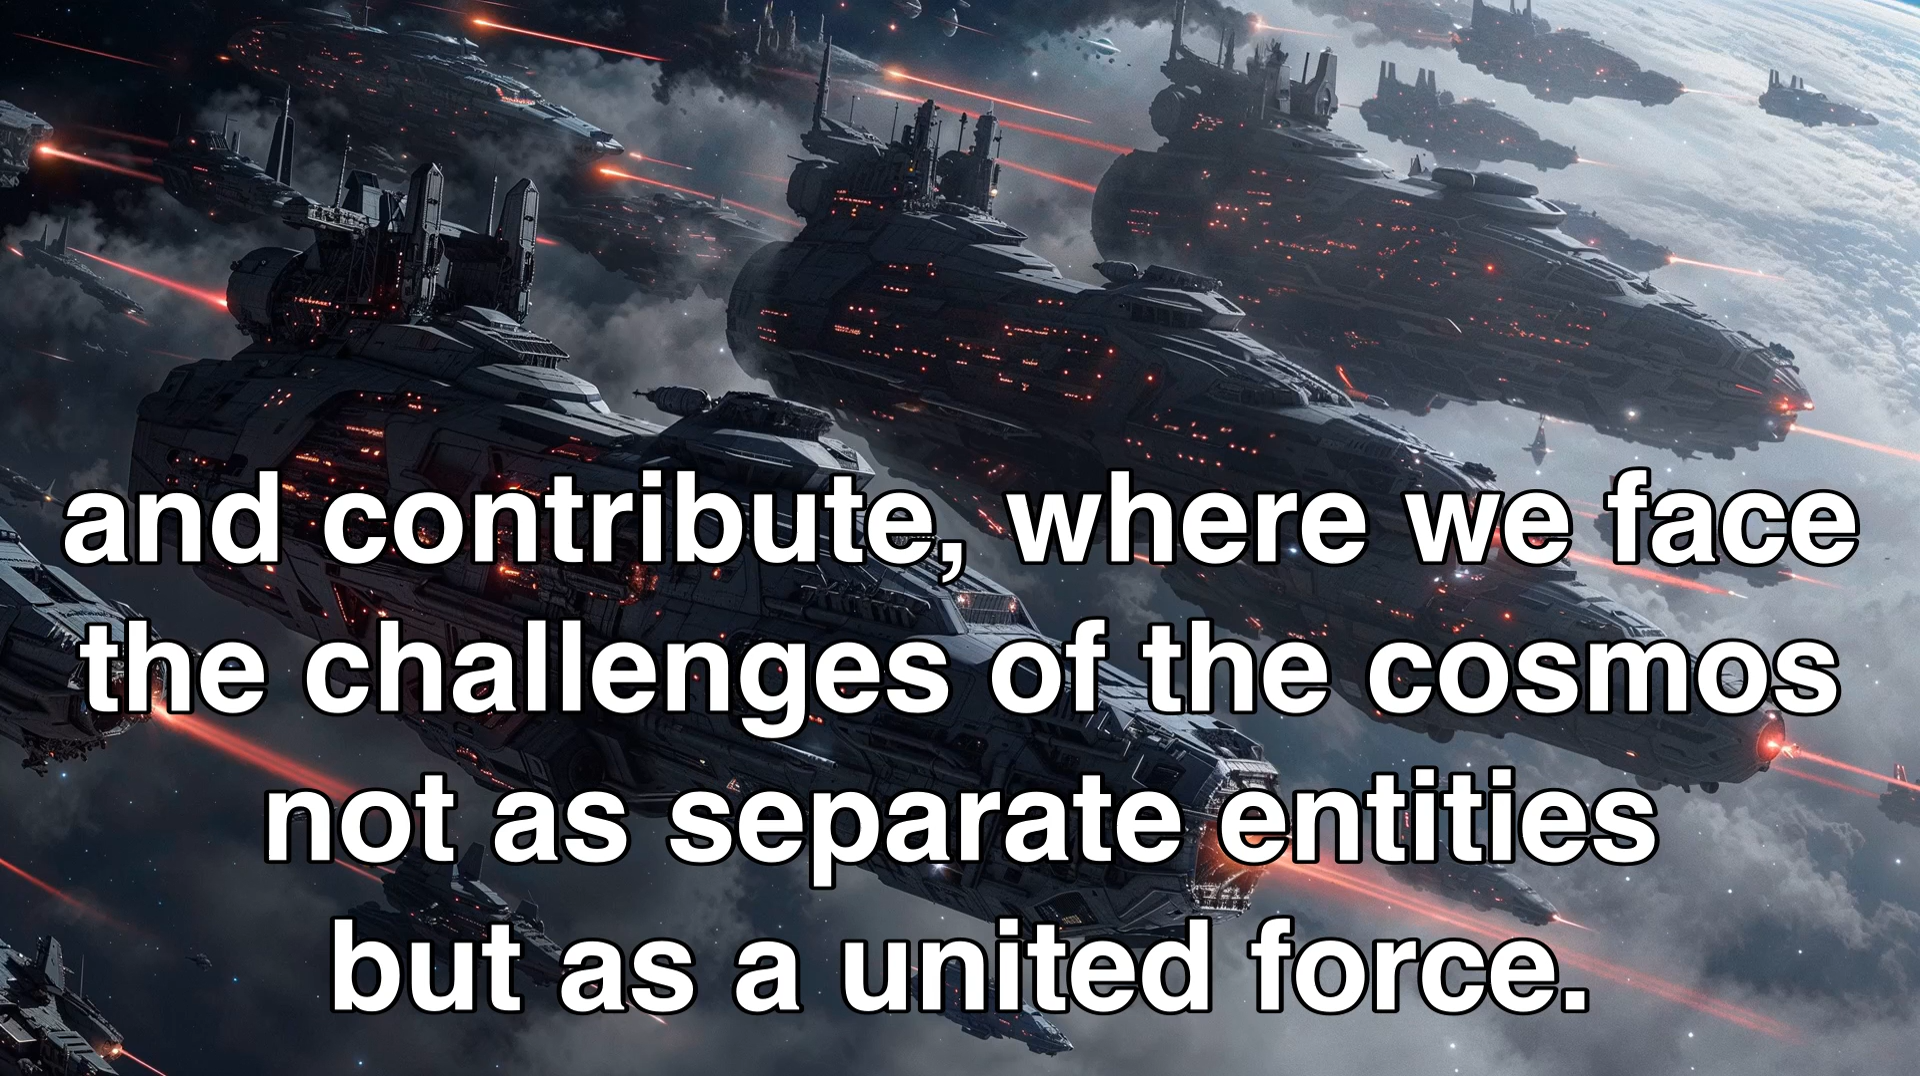 and contribute, where we face
the challenges of the cosmos
not as separate entities
but as a united force.